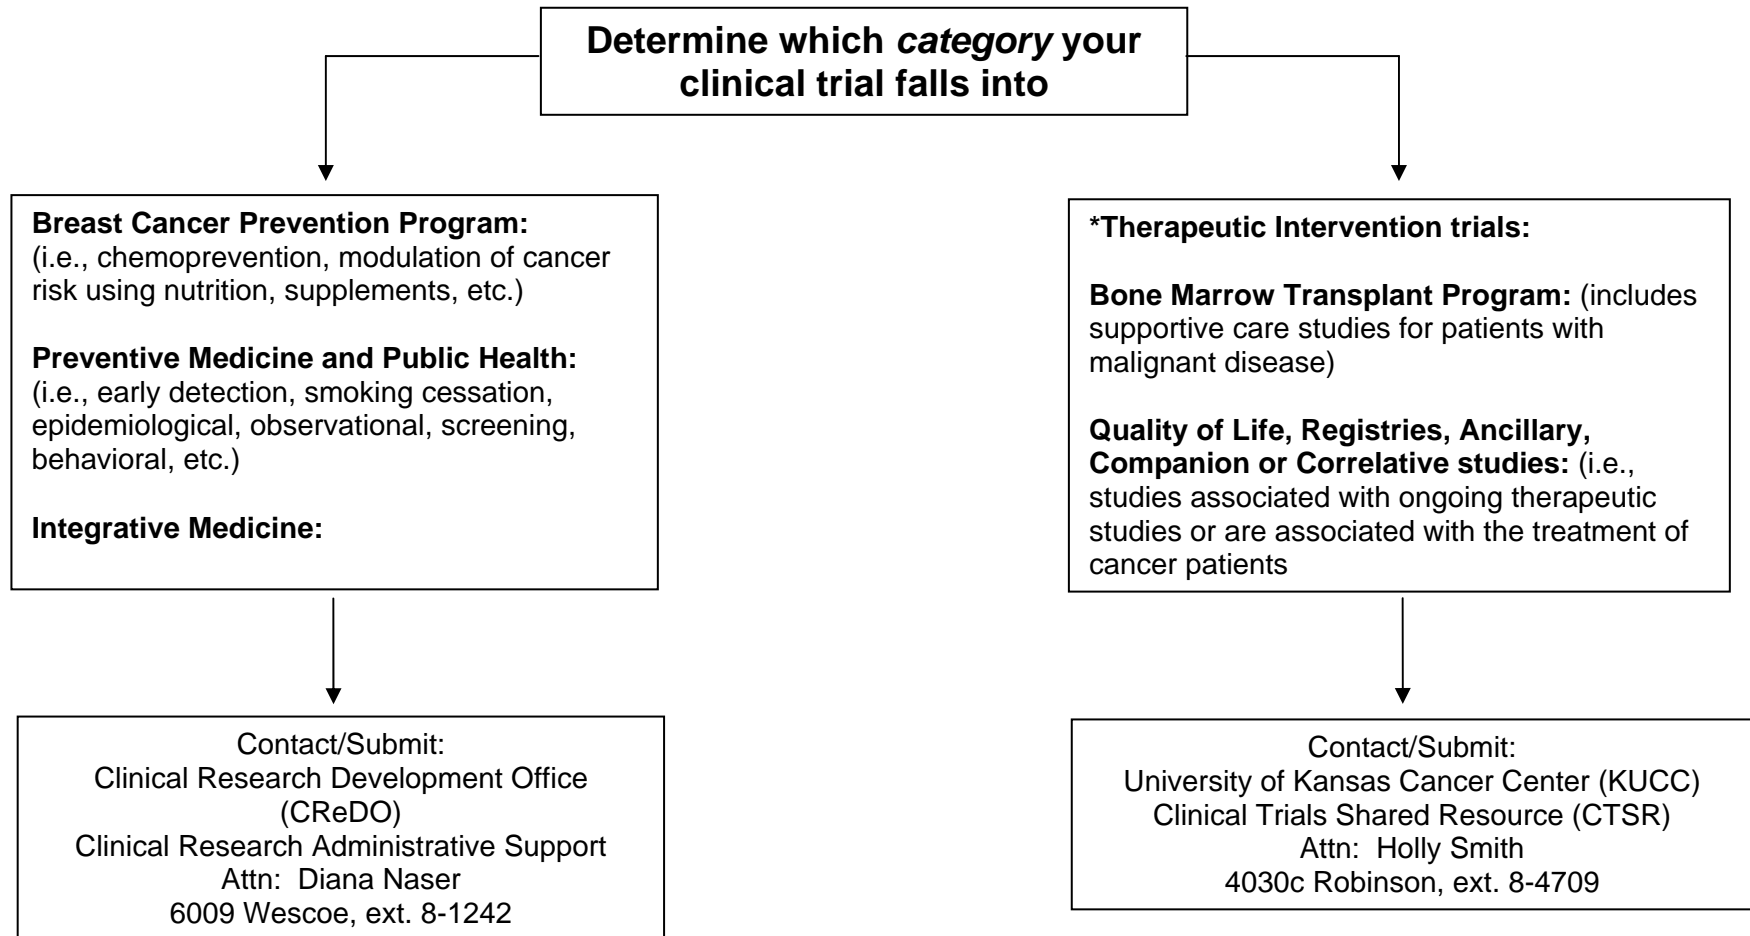 Determine which category your
clinical trial falls into
Breast Cancer Prevention Program:
(i.e., chemoprevention, modulation of cancer
risk using nutrition, supplements, etc.)
Preventive Medicine and Public Health:
(i.e., early detection, smoking cessation,
epidemiological, observational, screening,
behavioral, etc.)
Integrative Medicine:
*Therapeutic Intervention trials:
Bone Marrow Transplant Program: (includes
supportive care studies for patients with
malignant disease)
Quality of Life, Registries, Ancillary,
Companion or Correlative studies: (i.e.,
studies associated with ongoing therapeutic
studies or are associated with the treatment of
cancer patients
Contact/Submit:
Clinical Research Development Office
(CReDO)
Clinical Research Administrative Support
Attn:  Diana Naser
6009 Wescoe, ext. 8-1242
Contact/Submit:
University of Kansas Cancer Center (KUCC)
Clinical Trials Shared Resource (CTSR)
Attn:  Holly Smith
4030c Robinson, ext. 8-4709